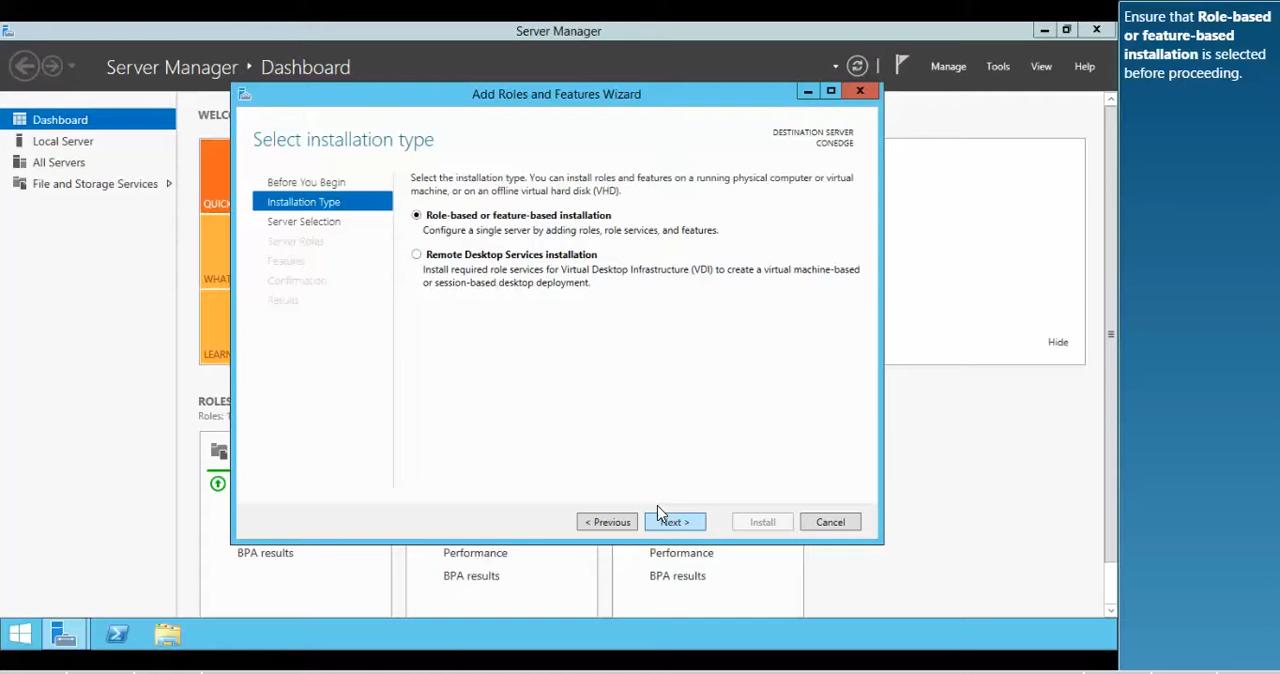 Server Manager
Server Manager ‣ Dashboard
Manage
Tools
View
Help
Ensure that Role-based
or feature-based
installation is selected
before proceeding.
Dashboard
Local Server
All Servers
File and Storage Services
WELC
QUIC
WHAT
LEARN
Hide
ROLES
Roles: 1
Add Roles and Features Wizard
Select installation type
DESTINATION SERVER
CONEDGE
Before You Begin
Installation Type
Server Selection
Server Roles
Features
Confirmation
Results
Select the installation type. You can install roles and features on a running physical computer or virtual
machine, or on an offline virtual hard disk (VHD).
Role-based or feature-based installation
Configure a single server by adding roles, role services, and features.
Remote Desktop Services installation
Install required role services for Virtual Desktop Infrastructure (VDI) to create a virtual machine-based
or session-based desktop deployment.
< Previous
Next >
Install
Cancel
BPA results
Performance
BPA results
Performance
BPA results